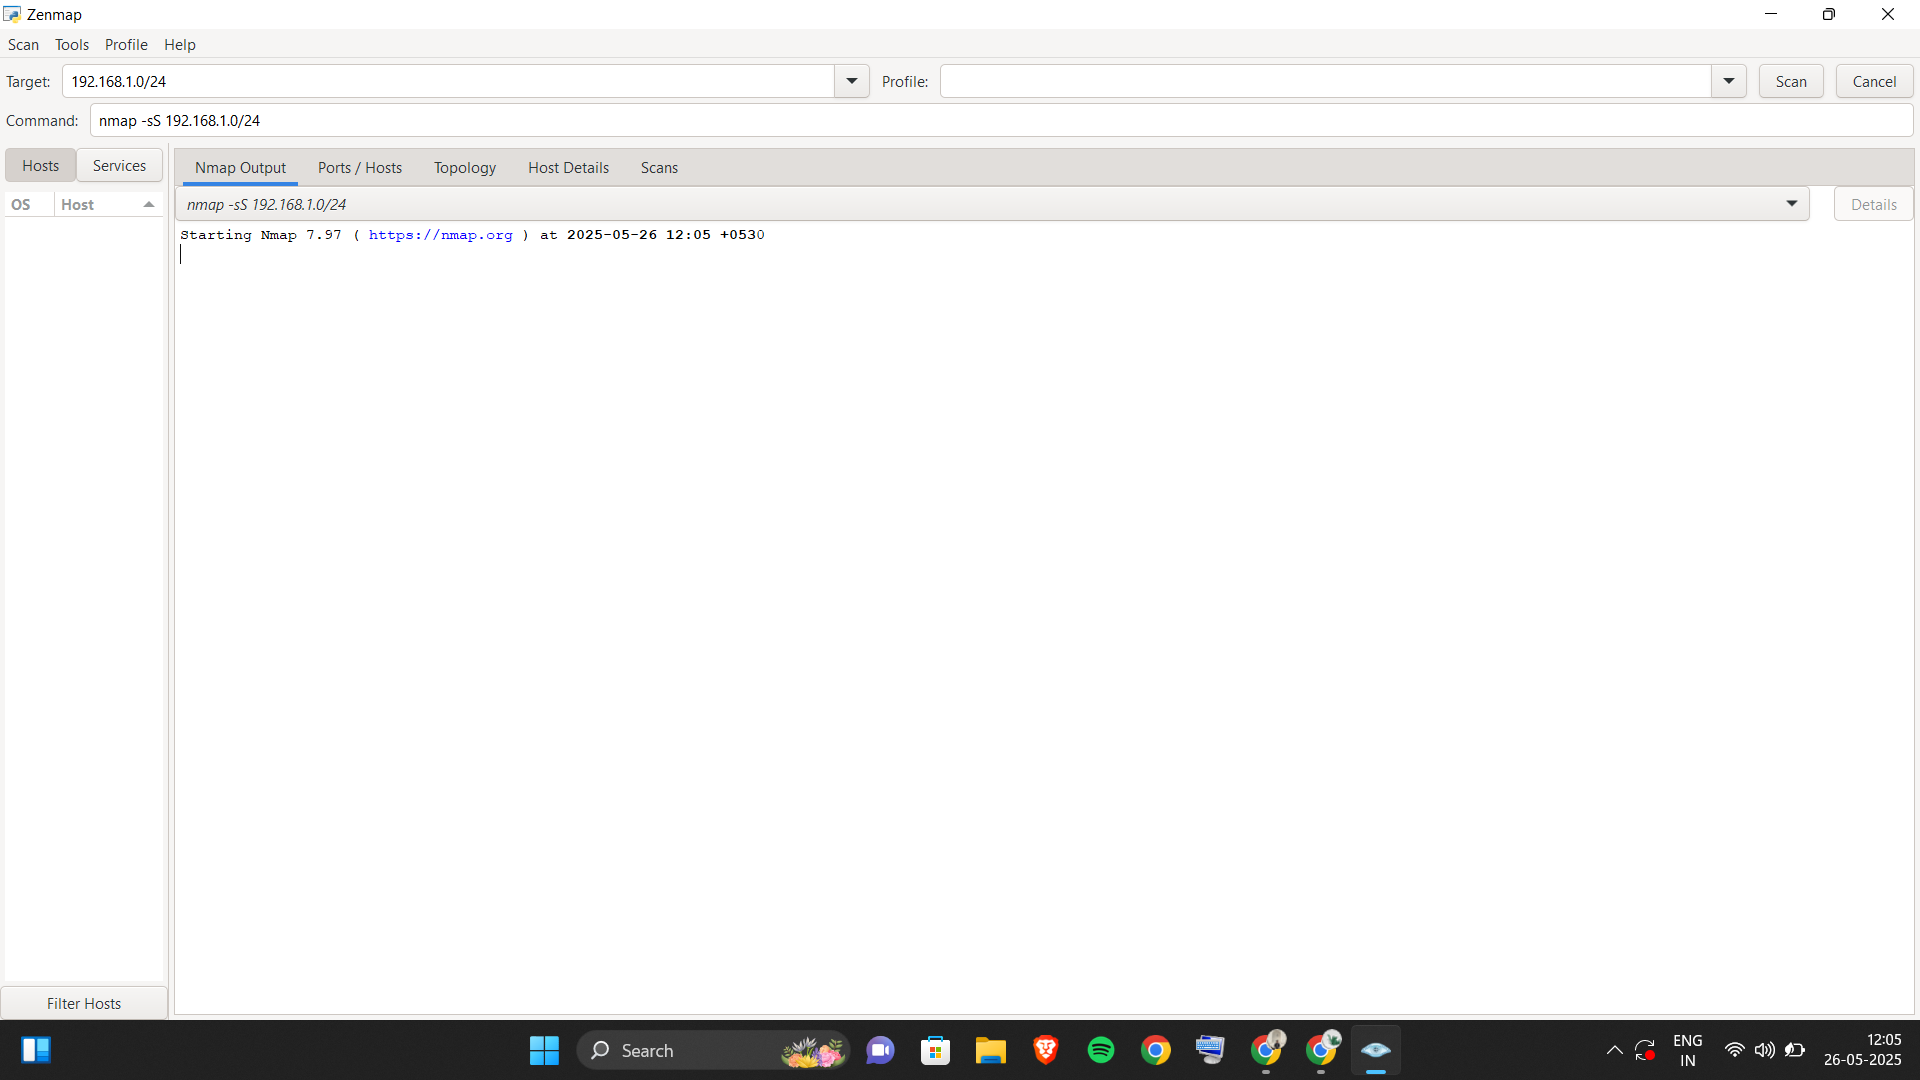 Zenmap
Scan Tools Profile Help
Target: 192.168.1.0/24 Profile: Scan Cancel
Command: nmap -sS 192.168.1.0/24
Hosts Services
Nmap Output Ports / Hosts Topology Host Details Scans
OS Host
nmap -sS 192.168.1.0/24 Details
Starting Nmap 7.97 ( https://nmap.org ) at 2025-05-26 12:05 +0530
Filter Hosts
Search
ENG
IN
12:05
26-05-2025